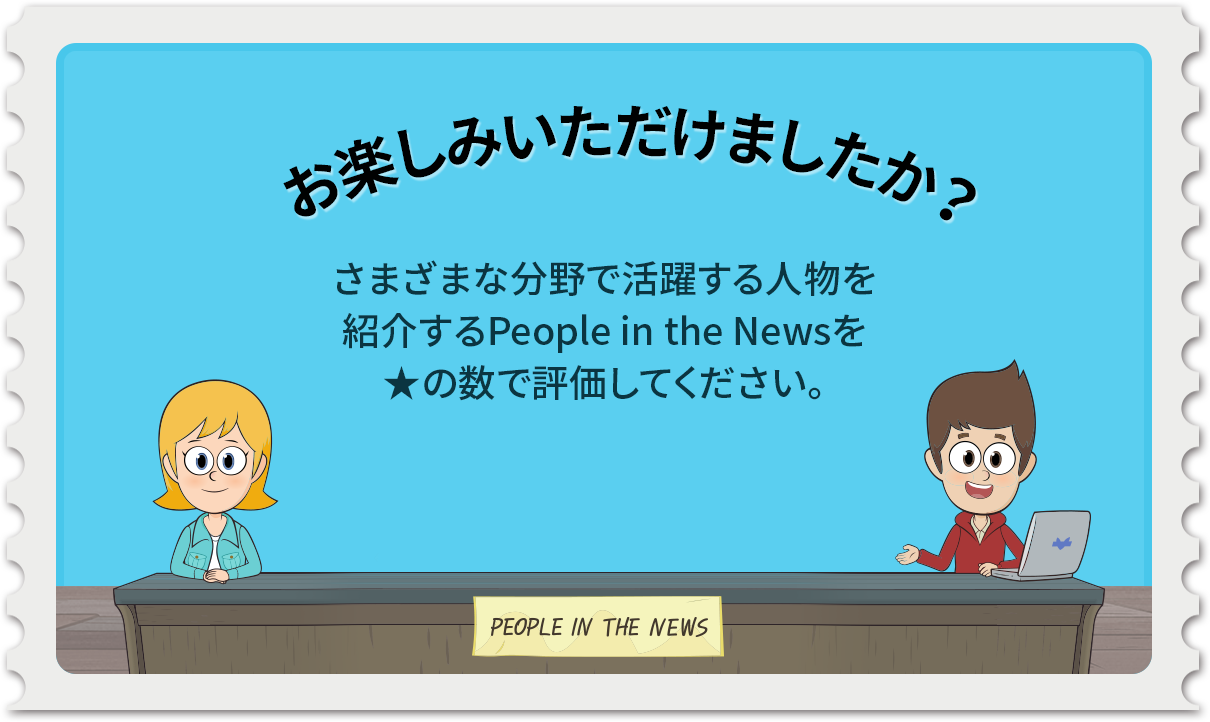 お楽しみいただけましたか?
さまざまな分野で活躍する人物を
紹介するPeople in the Newsを
★の数で評価してください。
PEOPLE IN THE NEWS